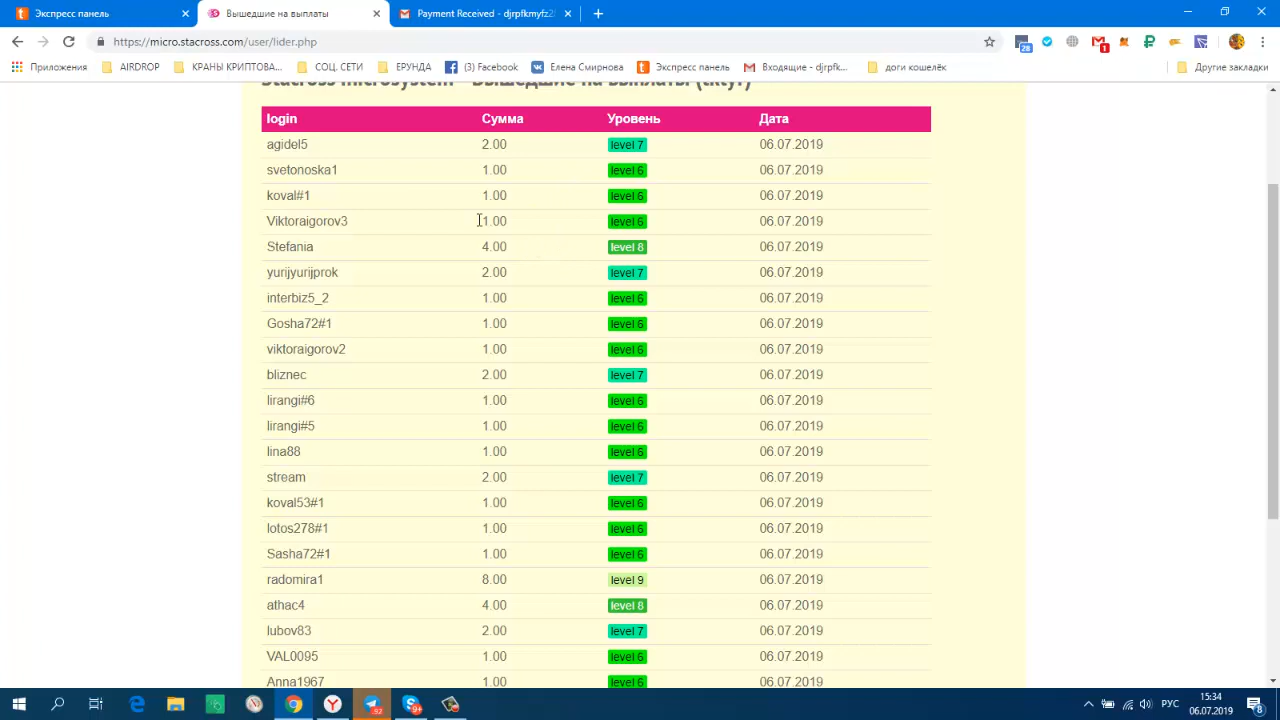 Экспресс панель
Вышедшие на выплаты
Payment Received - djrpfkmyfz2
https://micro.stacross.com/user/lider.php
28
1
Приложения
AIRDROP
КРАНЫ КРИПТОВА...
СОЦ. СЕТИ
ЕРУНДА
(3) Facebook
Елена Смирнова
Экспресс панель
Входящие - djrpfk...
доги кошелёк
Другие закладки
Stacross microsystem - Вышедшие на выплаты
login Сумма Уровень Дата
agidel5 2.00 level 7 06.07.2019
svetonoska1 1.00 level 6 06.07.2019
koval#1 1.00 level 6 06.07.2019
Viktoraigorov3 1.00 level 6 06.07.2019
Stefania 4.00 level 8 06.07.2019
yurijyurijprok 2.00 level 7 06.07.2019
interbiz5_2 1.00 level 6 06.07.2019
Gosha72#1 1.00 level 6 06.07.2019
viktoraigorov2 1.00 level 6 06.07.2019
bliznec 2.00 level 7 06.07.2019
lirangi#6 1.00 level 6 06.07.2019
lirangi#5 1.00 level 6 06.07.2019
lina88 1.00 level 6 06.07.2019
stream 2.00 level 7 06.07.2019
koval53#1 1.00 level 6 06.07.2019
lotos278#1 1.00 level 6 06.07.2019
Sasha72#1 1.00 level 6 06.07.2019
radomira1 8.00 level 9 06.07.2019
athac4 4.00 level 8 06.07.2019
lubov83 2.00 level 7 06.07.2019
VAL0095 1.00 level 6 06.07.2019
Anna1967 1.00 level 6 06.07.2019
РУС
15:34
06.07.2019
8